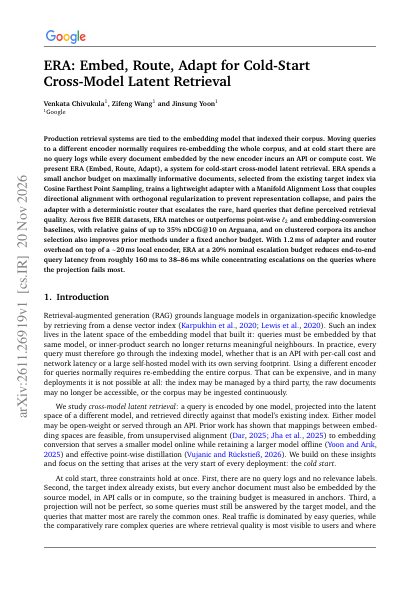 Google
ERA: Embed, Route, Adapt for Cold-Start
Cross-Model Latent Retrieval
Venkata Chivukula1, Zifeng Wang1 and Jinsung Yoon1
1Google
Production retrieval systems are tied to the embedding model that indexed their corpus. Moving queries
to a different encoder normally requires re-embedding the whole corpus, and at cold start there are
no query logs while every document embedded by the new encoder incurs an API or compute cost. We
present ERA (Embed, Route, Adapt), a system for cold-start cross-model latent retrieval. ERA spends a
small anchor budget on maximally informative documents, selected from the existing target index via
Cosine Farthest Point Sampling, trains a lightweight adapter with a Manifold Alignment Loss that couples
directional alignment with orthogonal regularization to prevent representation collapse, and pairs the
adapter with a deterministic router that escalates the rare, hard queries that define perceived retrieval
quality. Across five BEIR datasets, ERA matches or outperforms point-wise ℓ2 and embedding-conversion
baselines, with relative gains of up to 35% nDCG@10 on Arguana, and on clustered corpora its anchor
selection also improves prior methods under a fixed anchor budget. With 1.2 ms of adapter and router
overhead on top of a ~20 ms local encoder, ERA at a 20% nominal escalation budget reduces end-to-end
query latency from roughly 160 ms to 38–86 ms while concentrating escalations on the queries where
the projection fails most.
1. Introduction
Retrieval-augmented generation (RAG) grounds language models in organization-specific knowledge
by retrieving from a dense vector index (Karpukhin et al., 2020; Lewis et al., 2020). Such an index
lives in the latent space of the embedding model that built it: queries must be embedded by that
same model, or inner-product search no longer returns meaningful neighbours. In practice, every
query must therefore go through the indexing model, whether that is an API with per-call cost and
network latency or a large self-hosted model with its own serving footprint. Using a different encoder
for queries normally requires re-embedding the entire corpus. That can be expensive, and in many
deployments it is not possible at all: the index may be managed by a third party, the raw documents
may no longer be accessible, or the corpus may be ingested continuously.
We study cross-model latent retrieval: a query is encoded by one model, projected into the latent
space of a different model, and retrieved directly against that model's existing index. Either model
may be open-weight or served through an API. Prior work has shown that mappings between embed-
ding spaces are feasible, from unsupervised alignment (Dar, 2025; Jha et al., 2025) to embedding
conversion that serves a smaller model online while retaining a larger model offline (Yoon and Arık,
2025) and effective point-wise distillation (Vujanic and Rückstieß, 2026). We build on these insights
and focus on the setting that arises at the very start of every deployment: the cold start.
At cold start, three constraints hold at once. First, there are no query logs and no relevance labels.
Second, the target index already exists, but every anchor document must also be embedded by the
source model, in API calls or in compute, so the training budget is measured in anchors. Third, a
projection will not be perfect, so some queries must still be answered by the target model, and the
queries that matter most are rarely the common ones. Real traffic is dominated by easy queries, while
the comparatively rare complex queries are where retrieval quality is most visible to users and where
arXiv:2611.26919v1 [cs.IR] 20 Nov 2026